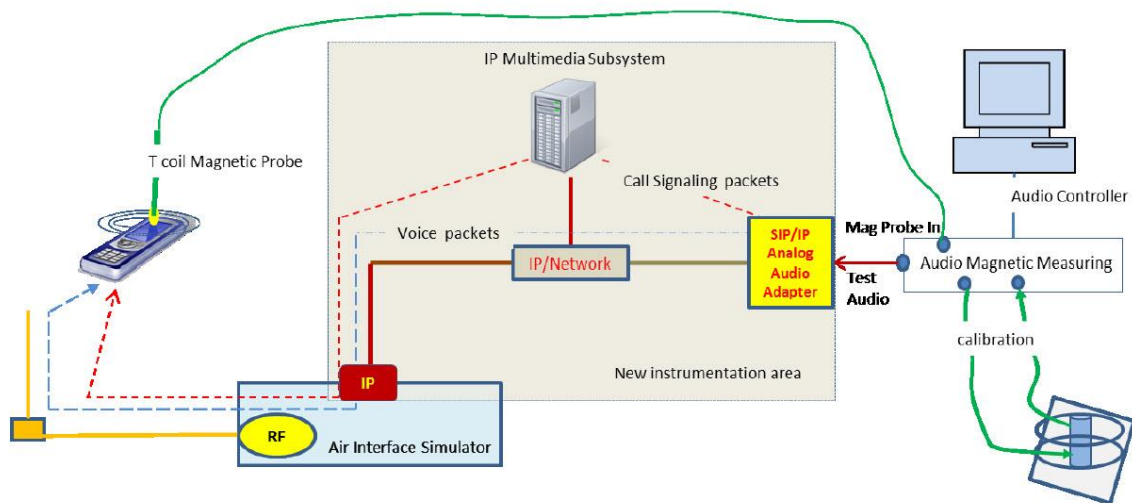 IP Multimedia Subsystem
T coil Magnetic Probe
Call Signaling packets
Audio Controller
Voice packets
SIP/IP
Analog
Audio
Adapter
Mag Probe In
IP/Network
Audio Magnetic Measuring
Test
Audio
calibration
IP
New instrumentation area
RF
Air Interface Simulator